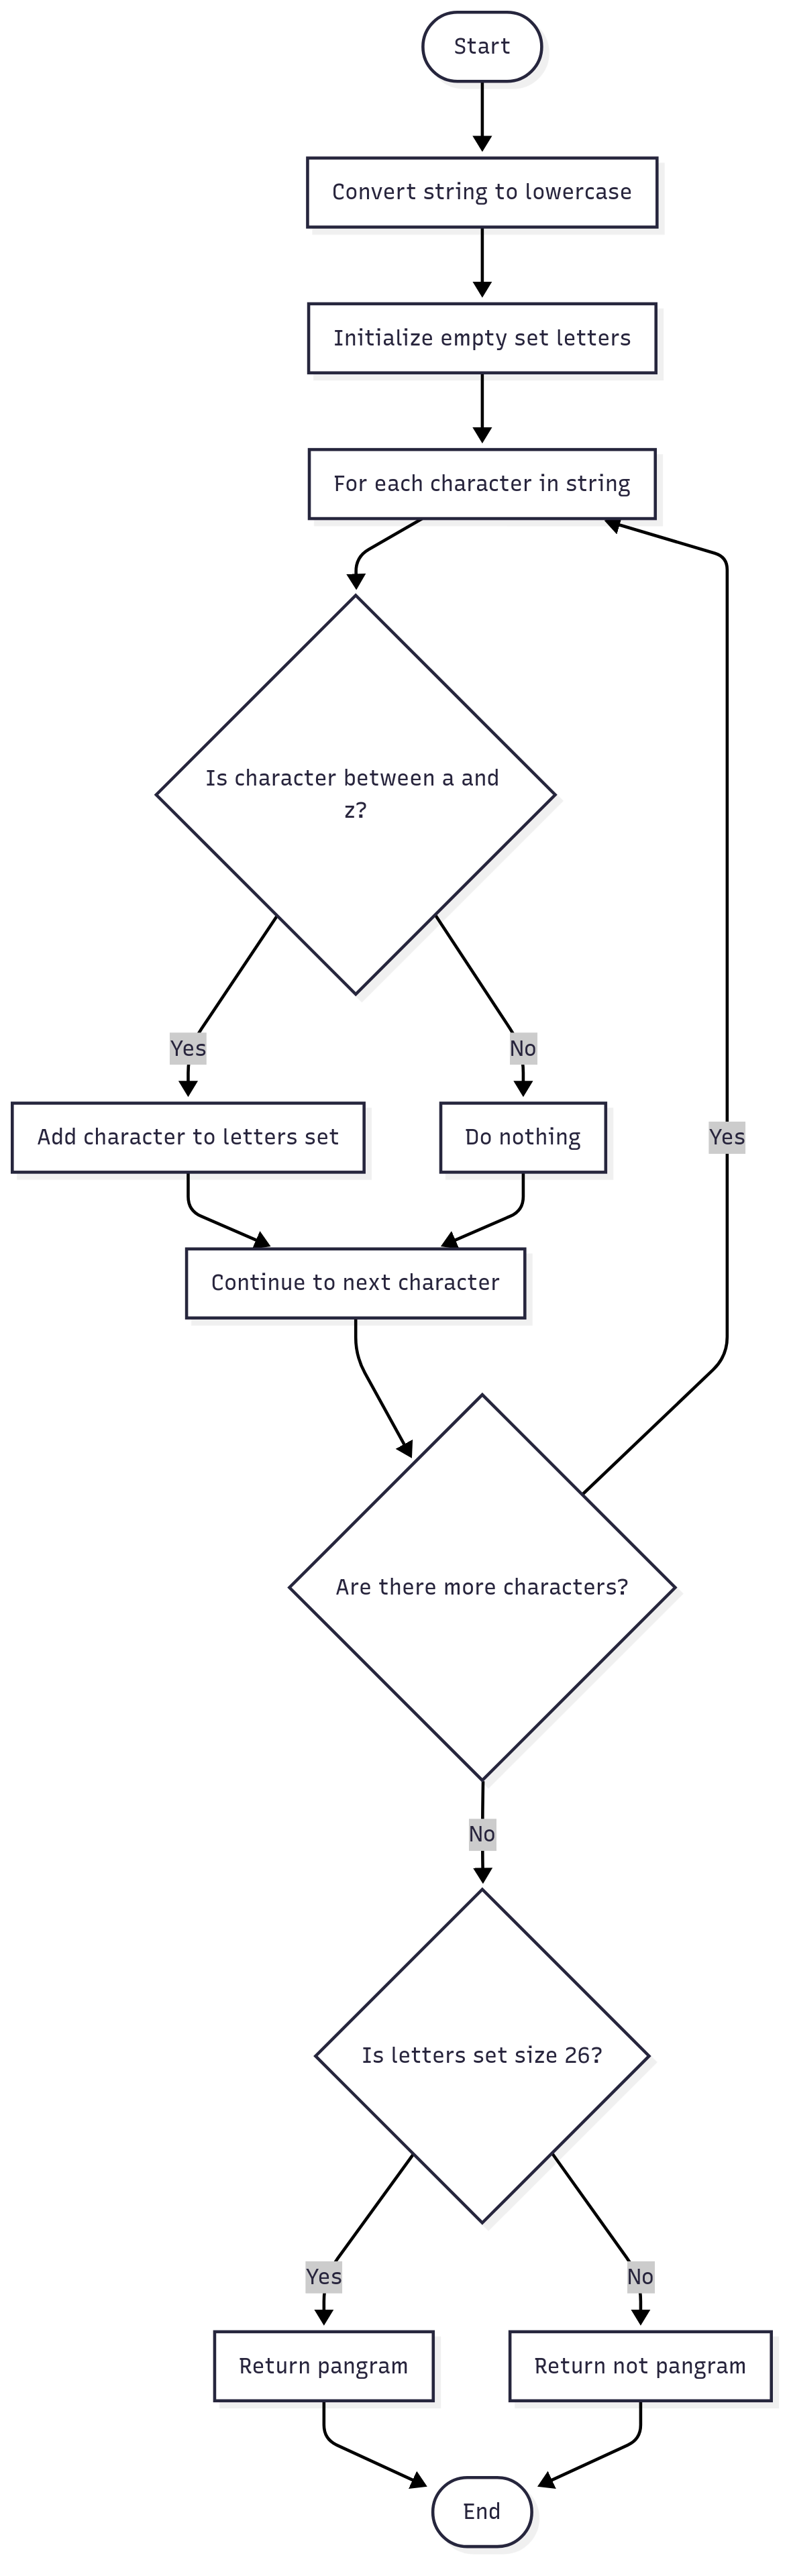 Start
Convert string to lowercase
Initialize empty set letters
For each character in string
Is character between a and
z?
Yes
No
Add character to letters set
Do nothing
Yes
Continue to next character
Are there more characters?
No
Is letters set size 26?
Yes
No
Return pangram
Return not pangram
End